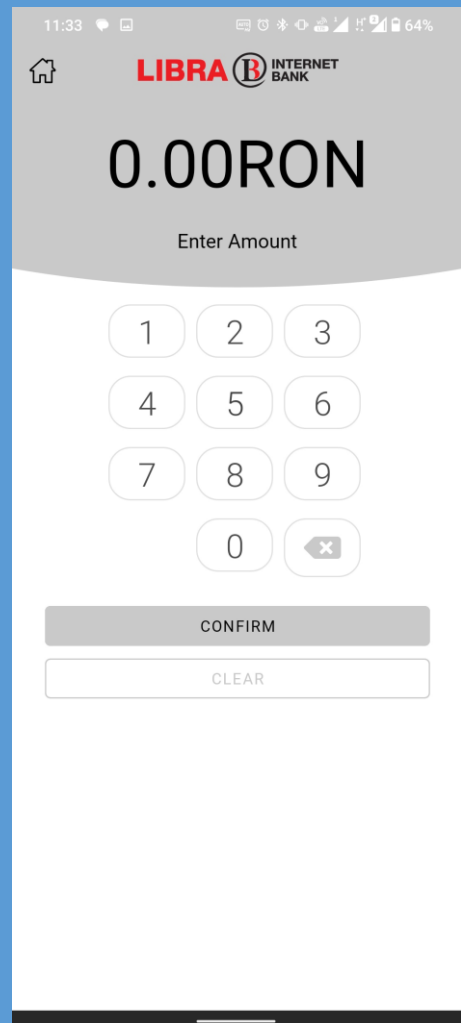 11:33 64%
LIBRA B INTERNET
BANK
0.00RON
Enter Amount
1 2 3
4 5 6
7 8 9
0
CONFIRM
CLEAR